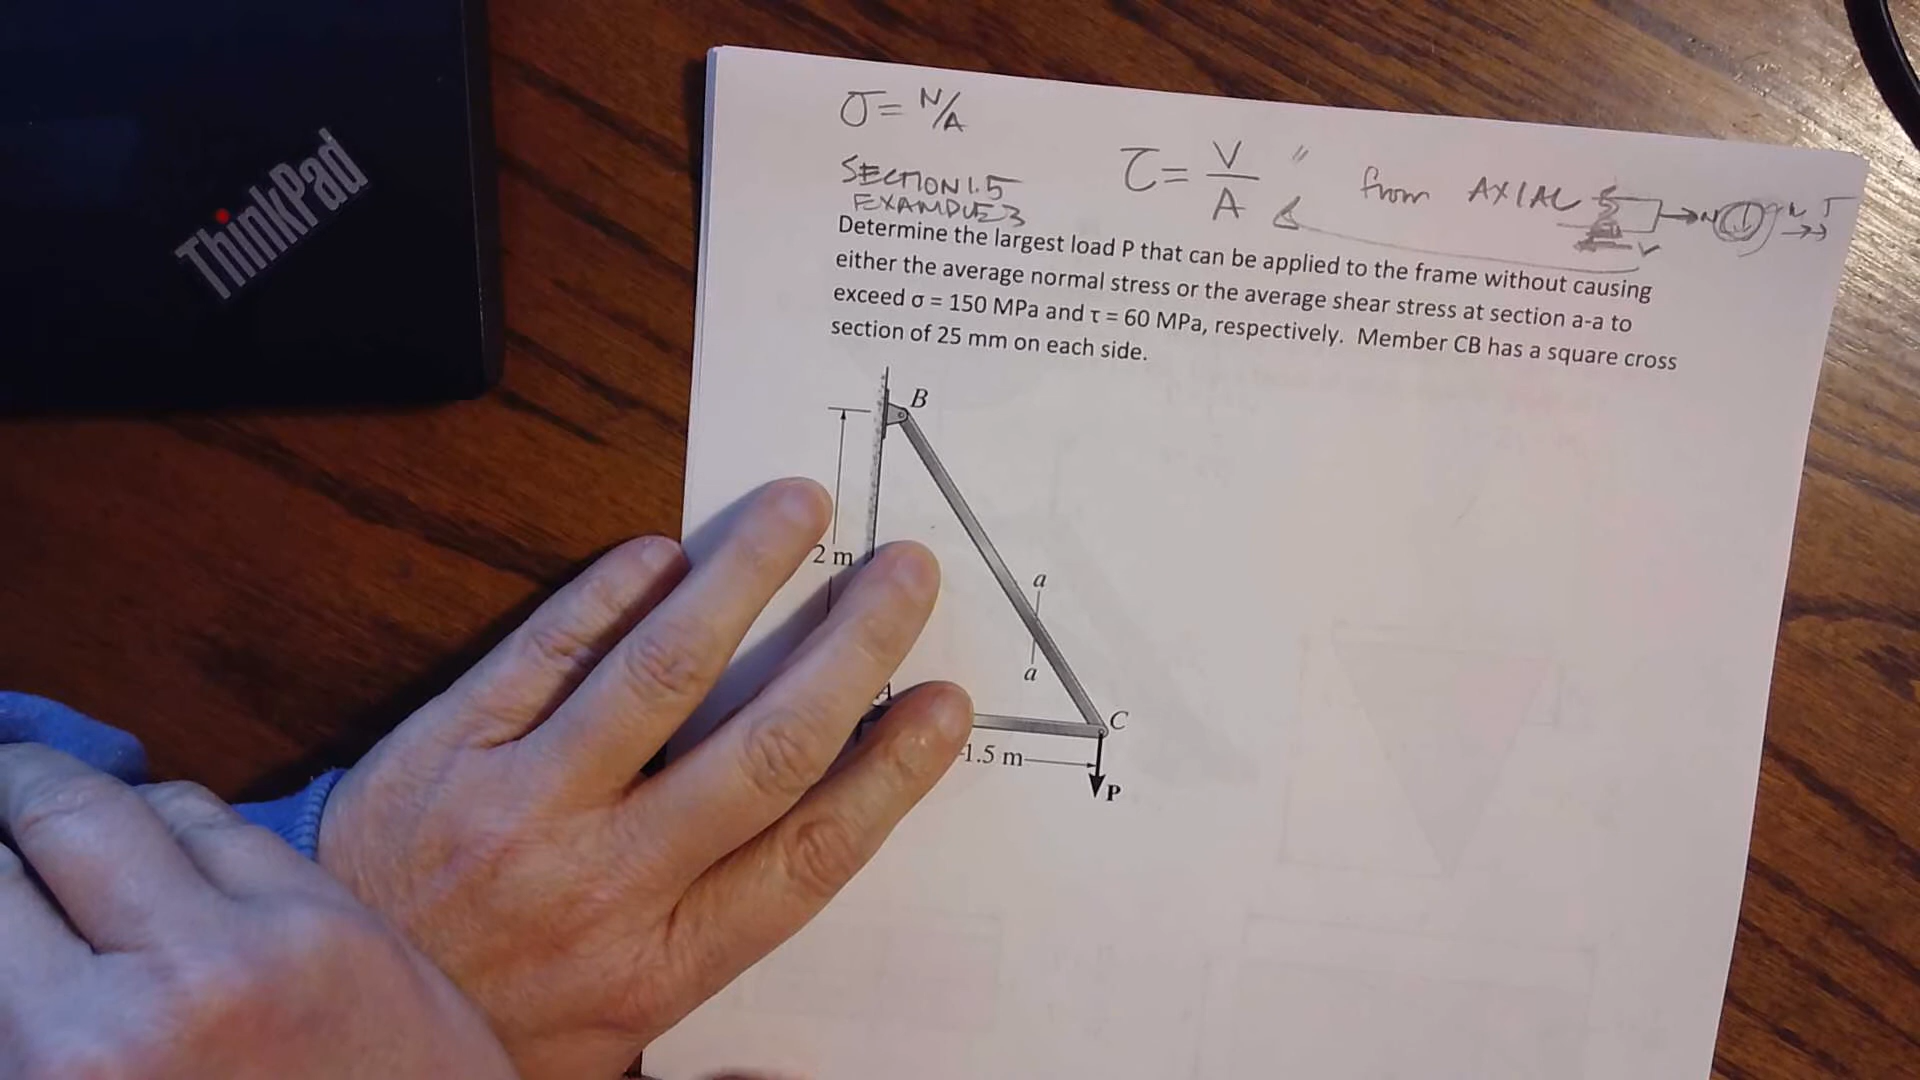 ThinkPad
σ = N/A
τ = V/A " from AXIAL
SECTION 1.5
EXAMPLE 3
Determine the largest load P that can be applied to the frame without causing
either the average normal stress or the average shear stress at section a-a to
exceed σ = 150 MPa and τ = 60 MPa, respectively. Member CB has a square cross
section of 25 mm on each side.
B
2 m
a
a
A
C
1.5 m
P